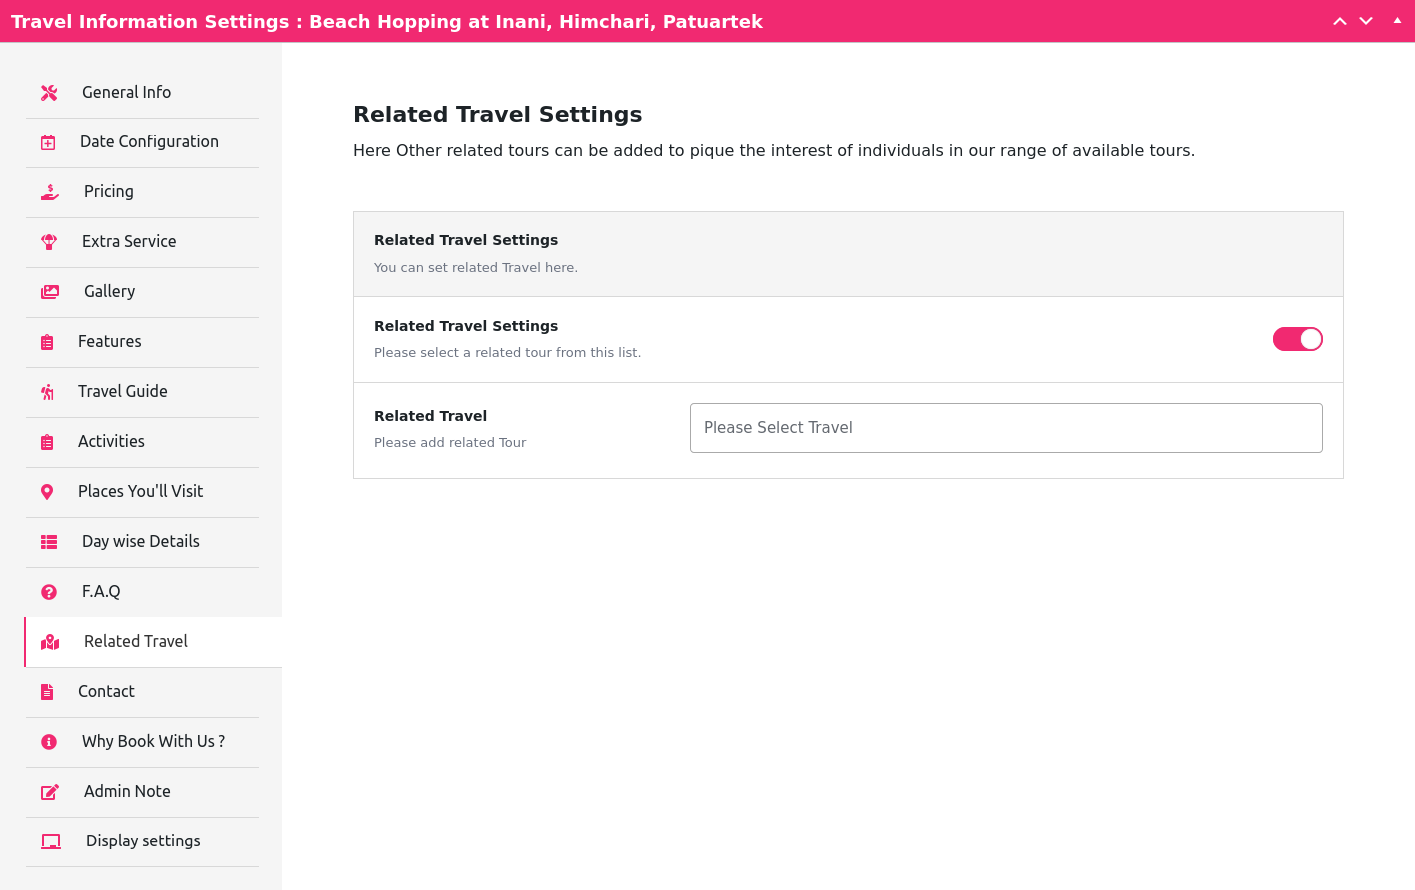 Travel Information Settings : Beach Hopping at Inani, Himchari, Patuartek
General Info
Date Configuration
Pricing
Extra Service
Gallery
Features
Travel Guide
Activities
Places You'll Visit
Day wise Details
F.A.Q
Related Travel
Contact
Why Book With Us ?
Admin Note
Display settings
Related Travel Settings
Here Other related tours can be added to pique the interest of individuals in our range of available tours.
Related Travel Settings
You can set related Travel here.
Related Travel Settings
Please select a related tour from this list.
Related Travel
Please add related Tour
Please Select Travel